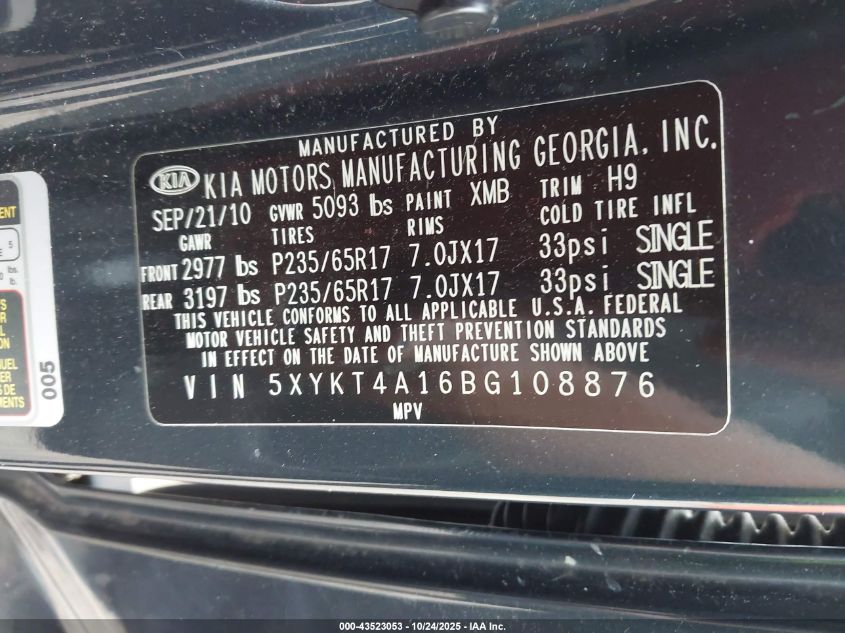 MANUFACTURED BY
KIA KIA MOTORS MANUFACTURING GEORGIA, INC.
SEP/21/10 GVWR 5093 lbs PAINT XMB TRIM H9
GAWR TIRES RIMS COLD TIRE INFL
FRONT 2977 lbs P235/65R17 7.0JX17 33psi SINGLE
REAR 3197 lbs P235/65R17 7.0JX17 33psi SINGLE
THIS VEHICLE CONFORMS TO ALL APPLICABLE U.S.A. FEDERAL
MOTOR VEHICLE SAFETY AND THEFT PREVENTION STANDARDS
IN EFFECT ON THE DATE OF MANUFACTURE SHOWN ABOVE
VIN 5XYKT4A16BG108876
MPV
005
000-43523053 - 10/24/2025 - IAA Inc.